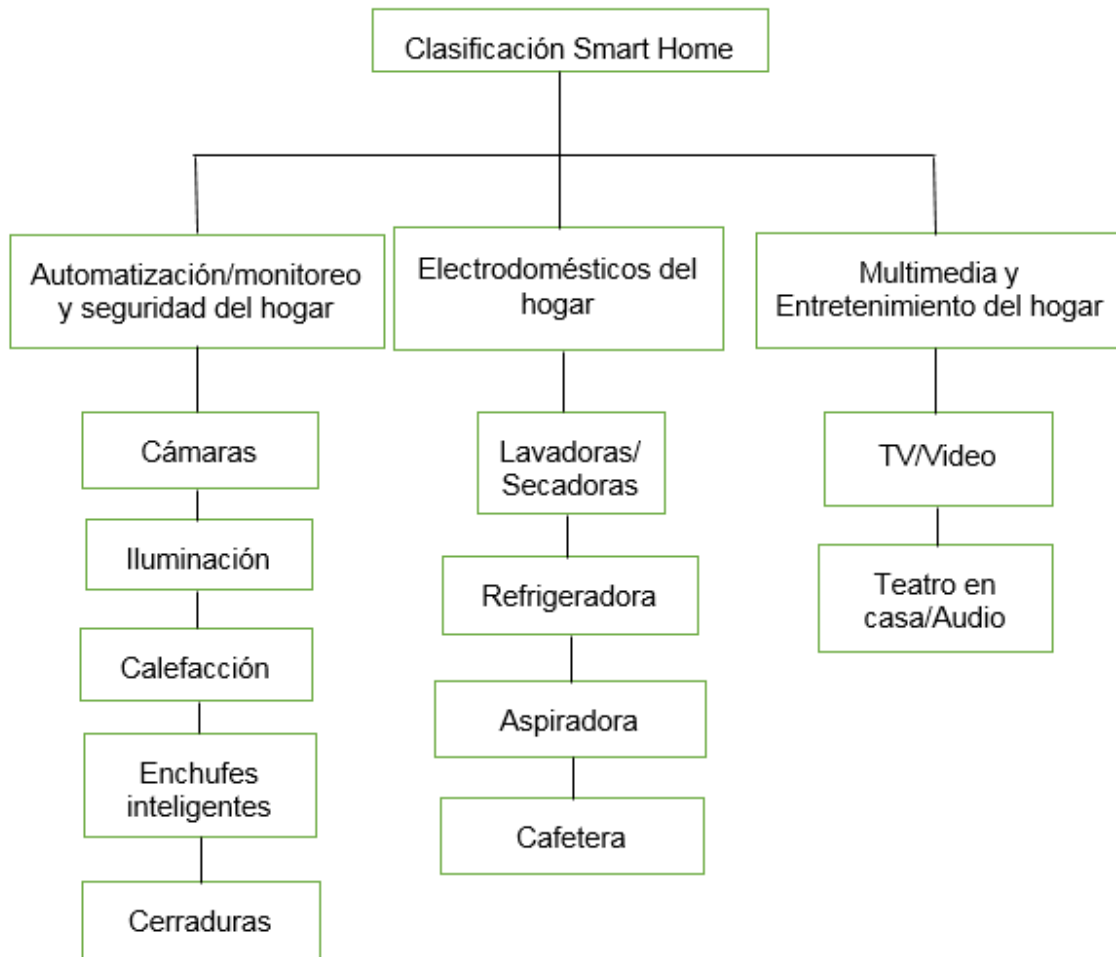 Clasificación Smart Home
Automatización/monitoreo
y seguridad del hogar
Electrodomésticos del
hogar
Multimedia y
Entretenimiento del hogar
Cámaras
Iluminación
Calefacción
Enchufes
inteligentes
Cerraduras
Lavadoras/
Secadoras
Refrigeradora
Aspiradora
Cafetera
TV/Video
Teatro en
casa/Audio